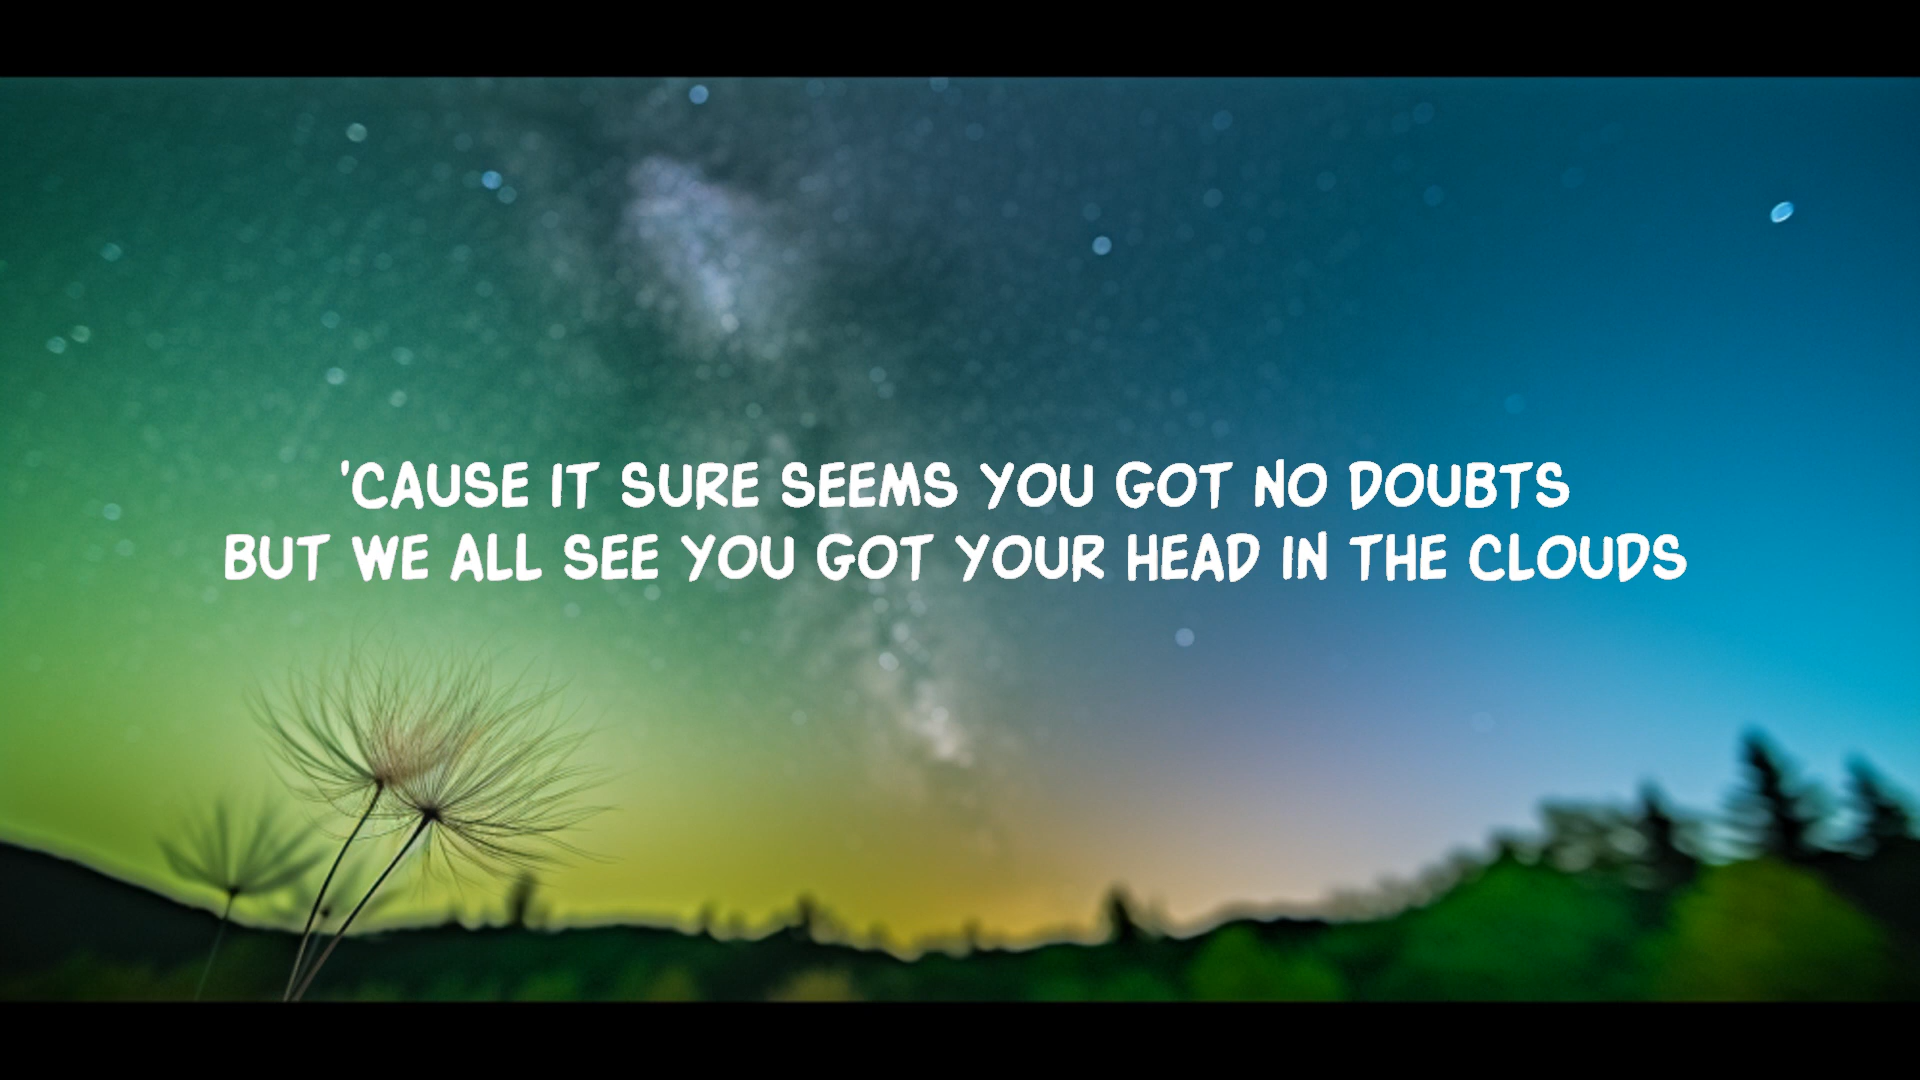 'CAUSE IT SURE SEEMS YOU GOT NO DOUBTS
BUT WE ALL SEE YOU GOT YOUR HEAD IN THE CLOUDS